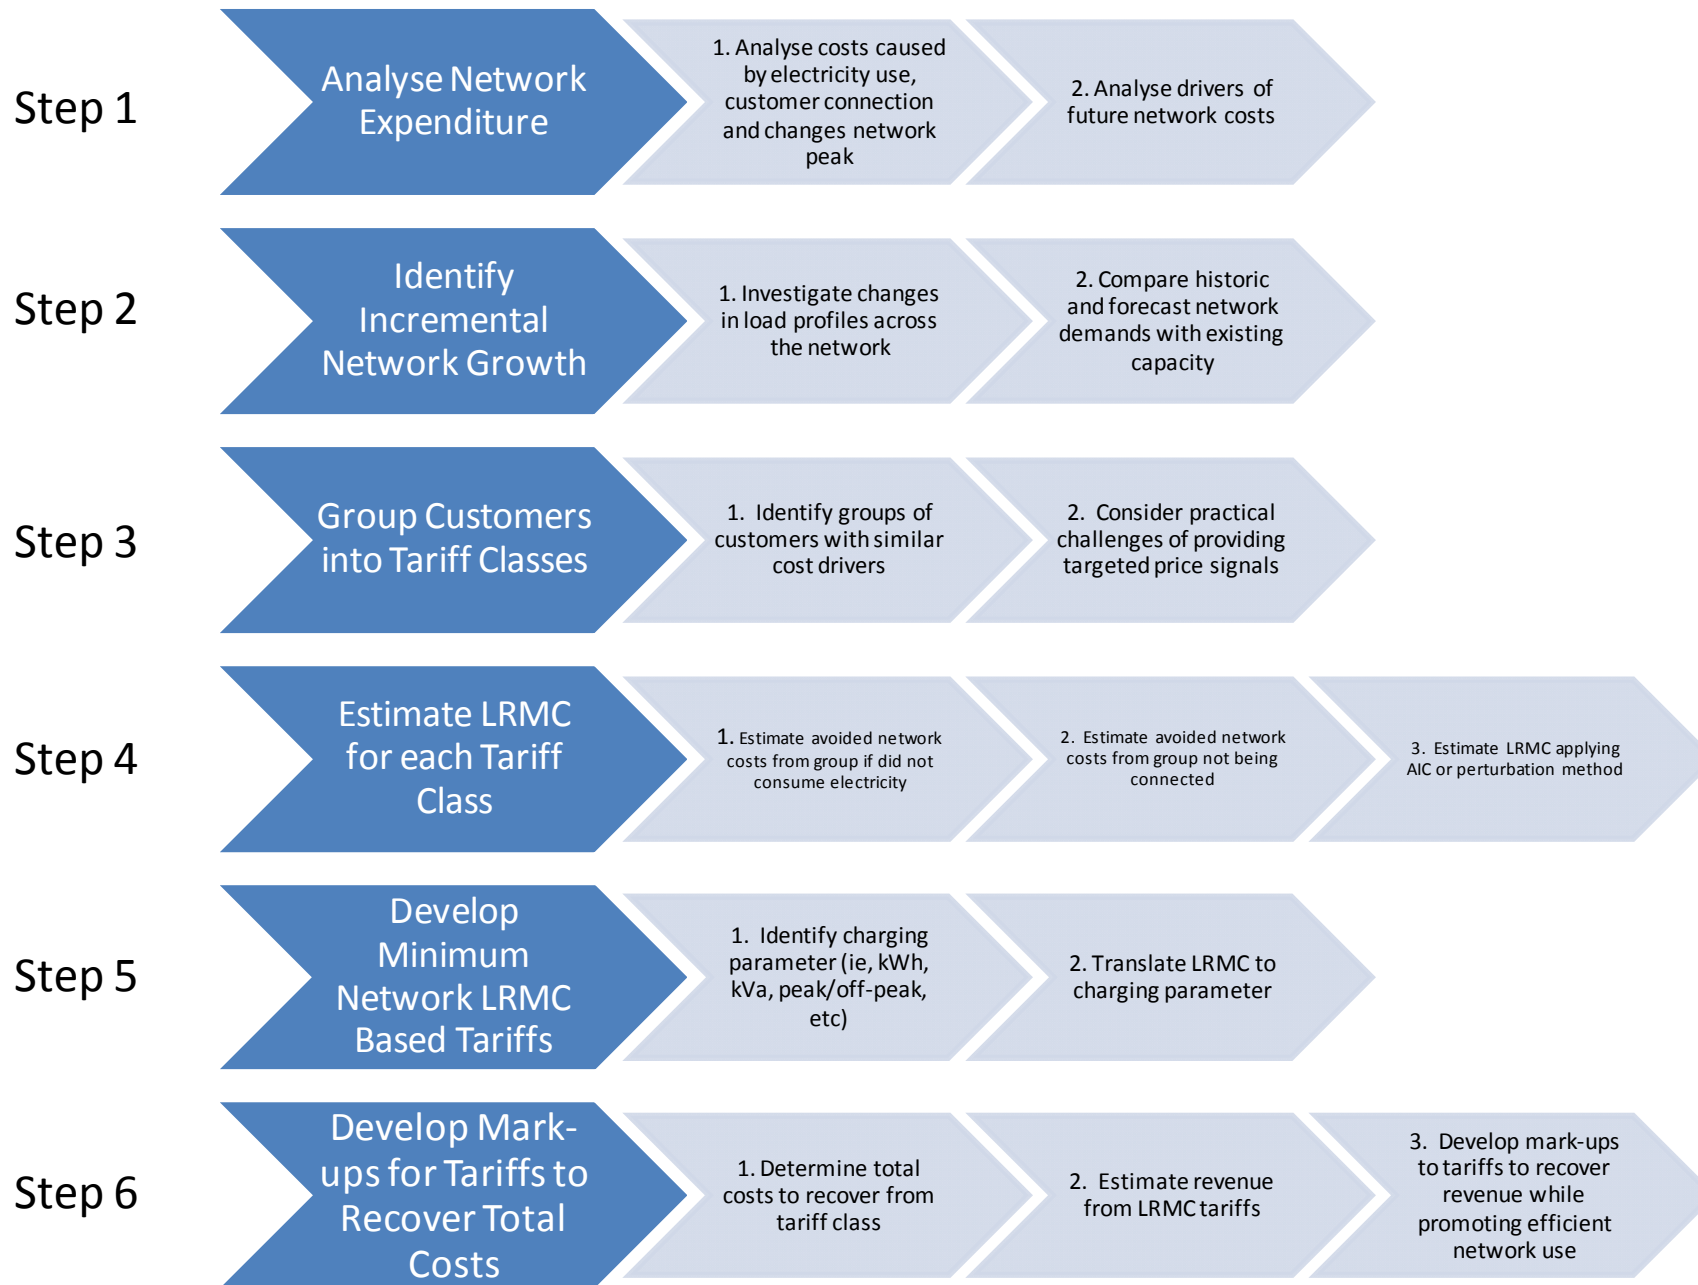 Step 1
Analyse Network
Expenditure
1. Analyse costs caused
by electricity use,
customer connection
and changes network
peak
2. Analyse drivers of
future network costs
Step 2
Identify
Incremental
Network Growth
1. Investigate changes
in load profiles across
the network
2. Compare historic
and forecast network
demands with existing
capacity
Step 3
Group Customers
into Tariff Classes
1. Identify groups of
customers with similar
cost drivers
2. Consider practical
challenges of providing
targeted price signals
Step 4
Estimate LRMC
for each Tariff
Class
1. Estimate avoided network
costs from group if did not
consume electricity
2. Estimate avoided network
costs from group not being
connected
3. Estimate LRMC applying
AIC or perturbation method
Step 5
Develop
Minimum
Network LRMC
Based Tariffs
1. Identify charging
parameter (ie, kWh,
kVa, peak/off-peak,
etc)
2. Translate LRMC to
charging parameter
Step 6
Develop Mark-
ups for Tariffs to
Recover Total
Costs
1. Determine total
costs to recover from
tariff class
2. Estimate revenue
from LRMC tariffs
3. Develop mark-ups
to tariffs to recover
revenue while
promoting efficient
network use